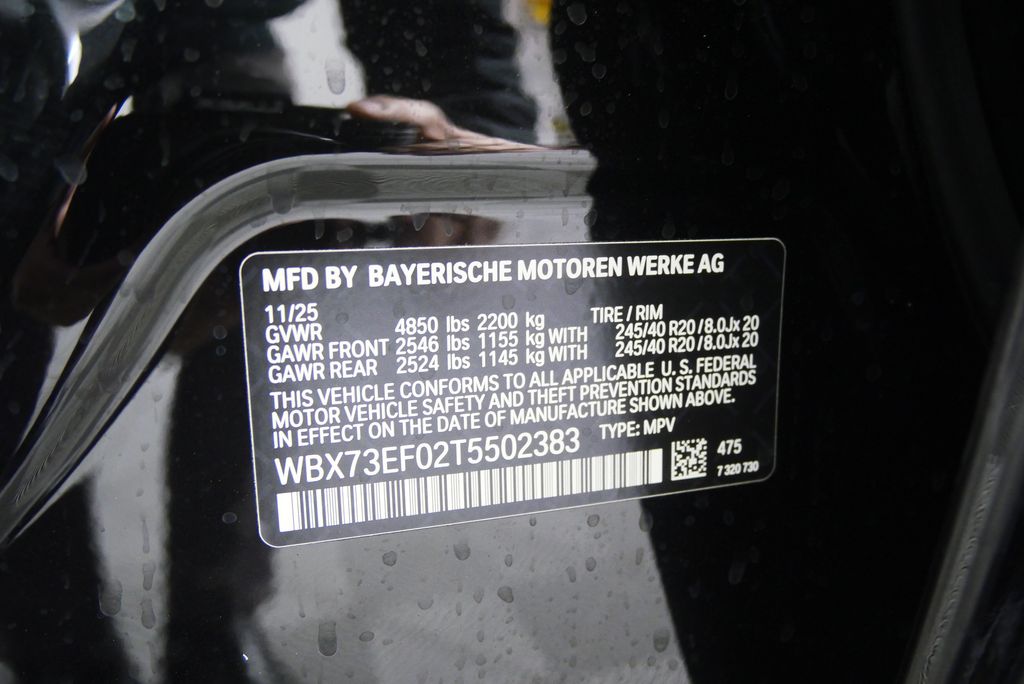 MFD BY BAYERISCHE MOTOREN WERKE AG
11/25 TIRE / RIM
GVWR 4850 lbs 2200 kg
GAWR FRONT 2546 lbs 1155 kg WITH 245/40 R20 / 8.0Jx 20
GAWR REAR 2524 lbs 1145 kg WITH 245/40 R20 / 8.0Jx 20
THIS VEHICLE CONFORMS TO ALL APPLICABLE U.S. FEDERAL
MOTOR VEHICLE SAFETY AND THEFT PREVENTION STANDARDS
IN EFFECT ON THE DATE OF MANUFACTURE SHOWN ABOVE.
WBX73EF02T5502383 TYPE: MPV
475
7 320 730